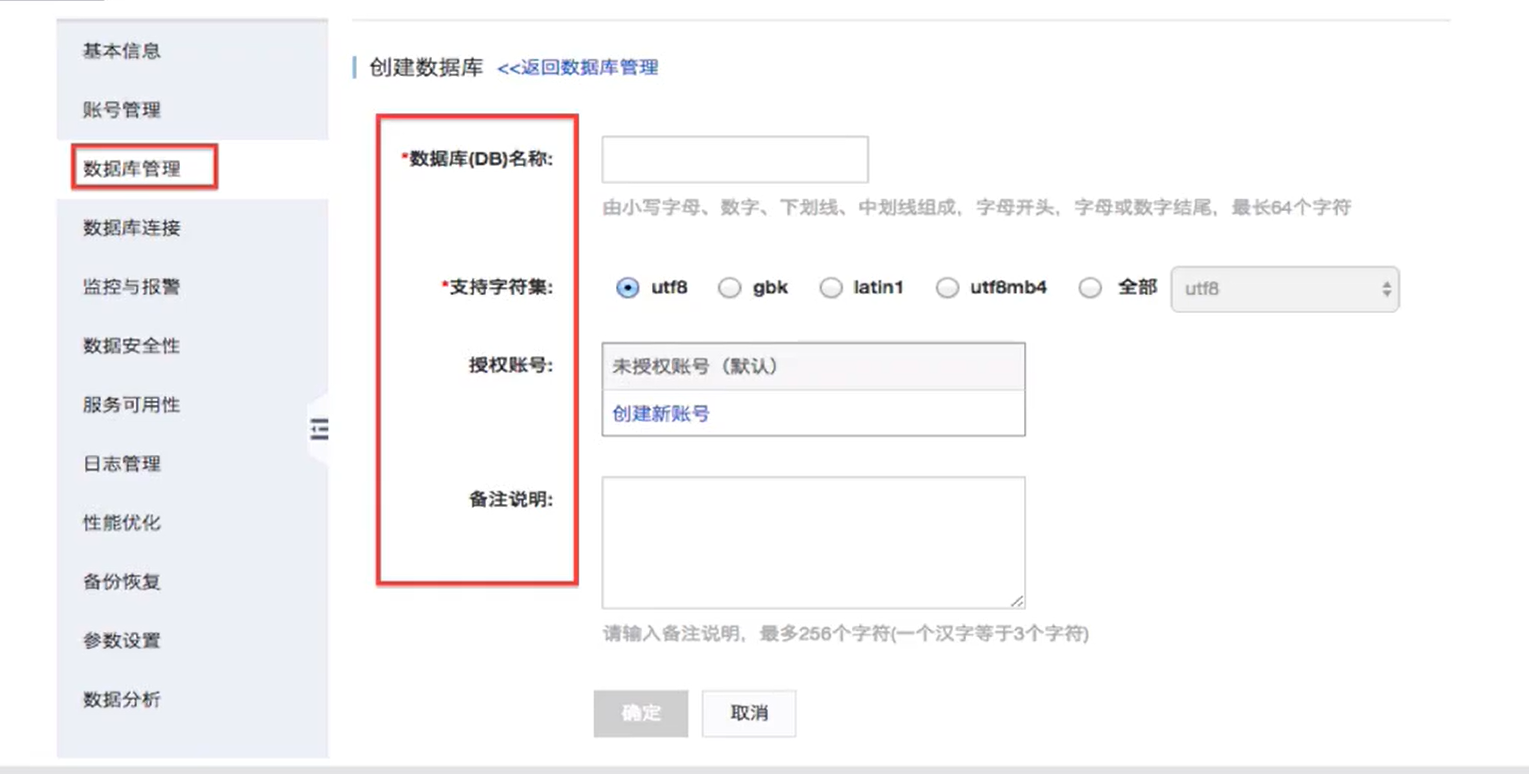 基本信息
账号管理
数据库管理
数据库连接
监控与报警
数据安全性
服务可用性
日志管理
性能优化
备份恢复
参数设置
数据分析
创建数据库 <<返回数据库管理
*数据库(DB)名称:
由小写字母、数字、下划线、中划线组成，字母开头，字母或数字结尾，最长64个字符
*支持字符集: utf8 gbk latin1 utf8mb4 全部 utf8
授权账号: 未授权账号（默认）
创建新账号
备注说明:
请输入备注说明，最多256个字符(一个汉字等于3个字符)
确定 取消